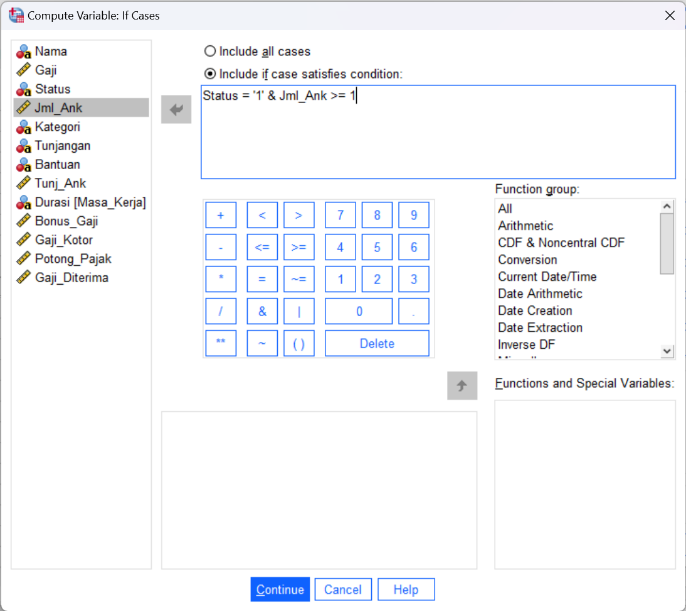 Compute Variable: If Cases
Nama
Gaji
Status
Jml_Ank
Kategori
Tunjangan
Bantuan
Tunj_Ank
Durasi [Masa_Kerja]
Bonus_Gaji
Gaji_Kotor
Potong_Pajak
Gaji_Diterima
Include all cases
Include if case satisfies condition:
Status = '1' & Jml_Ank >= 1
+ < > 7 8 9
- <= >= 4 5 6
* = ~= 1 2 3
/ & | 0 .
** ~ ( ) Delete
Function group:
All
Arithmetic
CDF & Noncentral CDF
Conversion
Current Date/Time
Date Arithmetic
Date Creation
Date Extraction
Inverse DF
Functions and Special Variables:
Continue Cancel Help